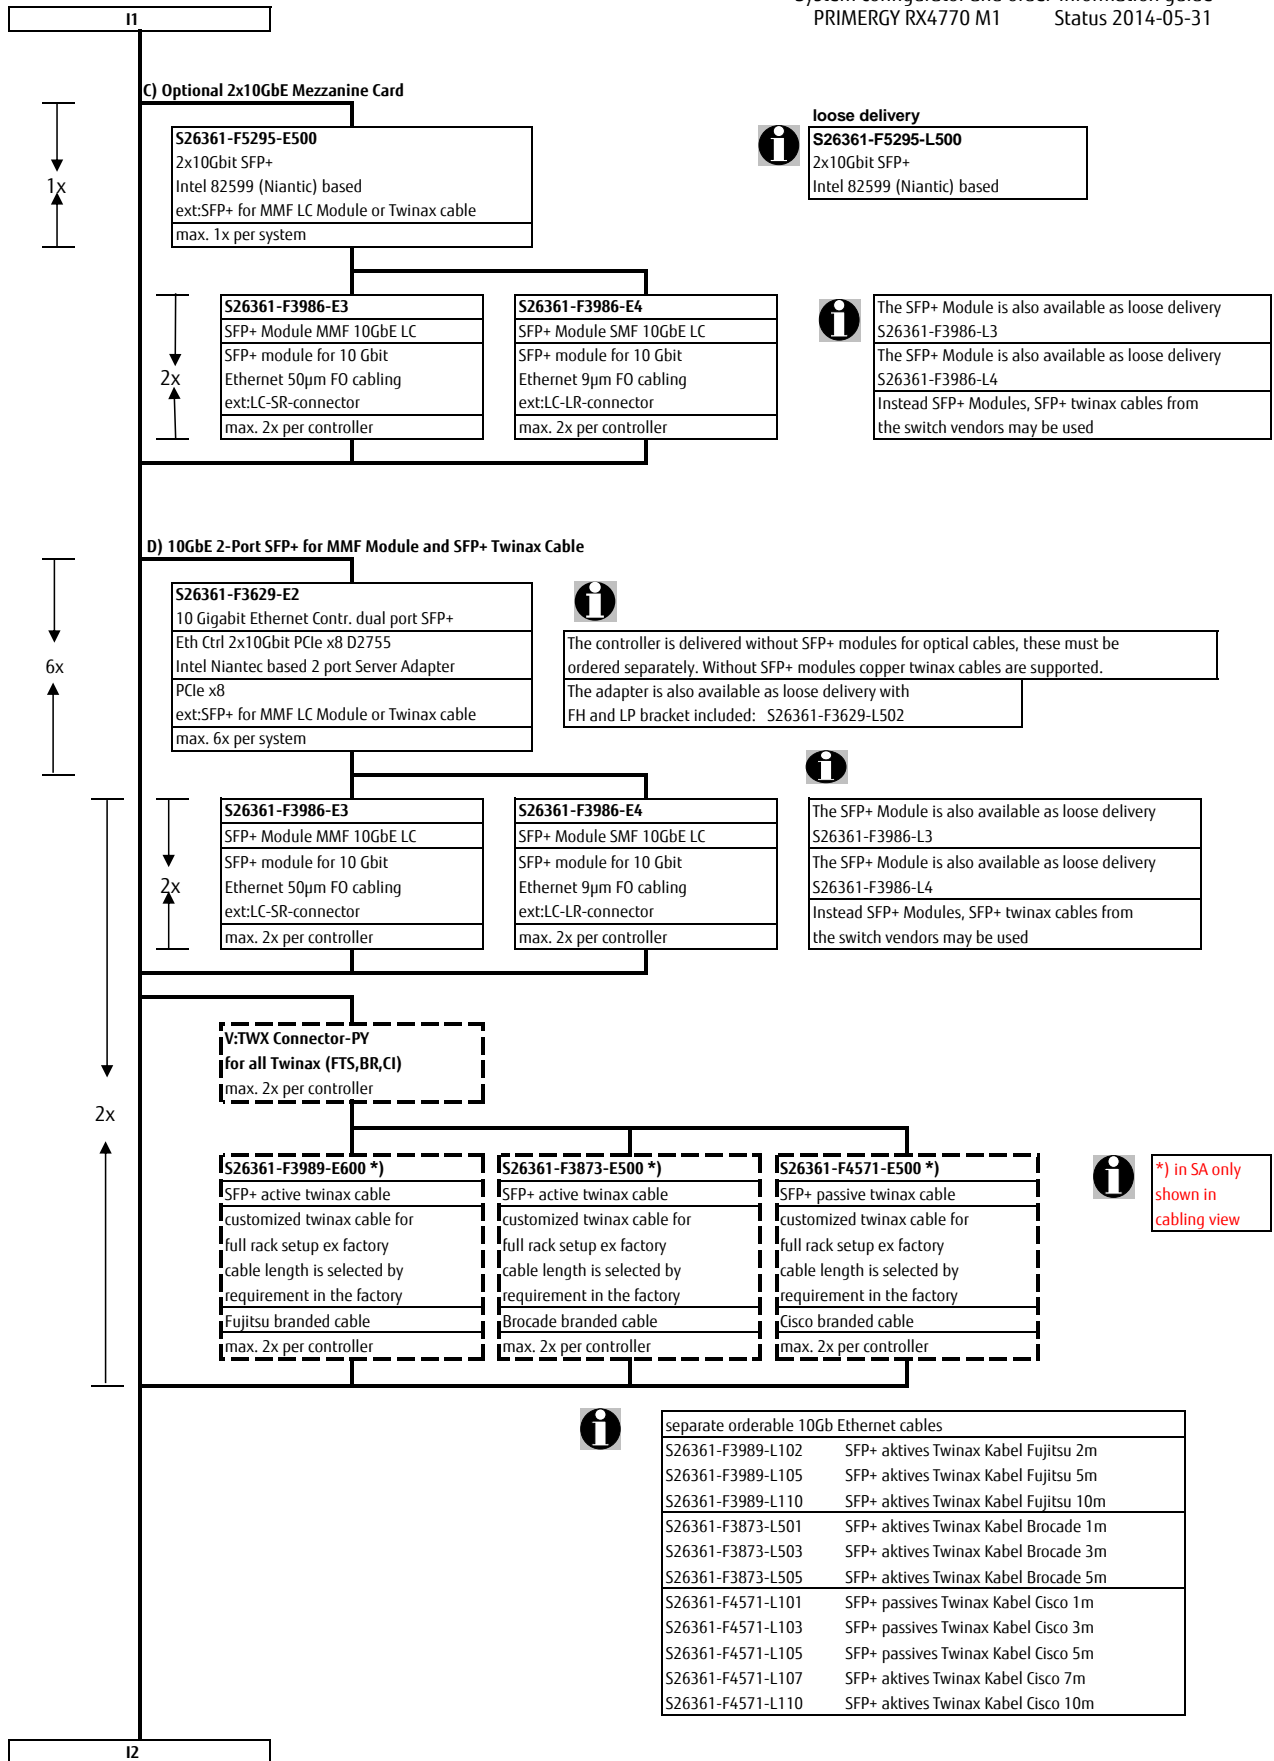 System configurator and order-information guide
PRIMERGY RX4770 M1 Status 2014-05-31
I1
C) Optional 2x10GbE Mezzanine Card
1x
S26361-F5295-E500
2x10Gbit SFP+
Intel 82599 (Niantic) based
ext:SFP+ for MMF LC Module or Twinax cable
max. 1x per system
loose delivery
S26361-F5295-L500
2x10Gbit SFP+
Intel 82599 (Niantic) based
2x
S26361-F3986-E3
SFP+ Module MMF 10GbE LC
SFP+ module for 10 Gbit
Ethernet 50µm FO cabling
ext:LC-SR-connector
max. 2x per controller
S26361-F3986-E4
SFP+ Module SMF 10GbE LC
SFP+ module for 10 Gbit
Ethernet 9µm FO cabling
ext:LC-LR-connector
max. 2x per controller
The SFP+ Module is also available as loose delivery
S26361-F3986-L3
The SFP+ Module is also available as loose delivery
S26361-F3986-L4
Instead SFP+ Modules, SFP+ twinax cables from
the switch vendors may be used
D) 10GbE 2-Port SFP+ for MMF Module and SFP+ Twinax Cable
6x
S26361-F3629-E2
10 Gigabit Ethernet Contr. dual port SFP+
Eth Ctrl 2x10Gbit PCIe x8 D2755
Intel Niantec based 2 port Server Adapter
PCIe x8
ext:SFP+ for MMF LC Module or Twinax cable
max. 6x per system
The controller is delivered without SFP+ modules for optical cables, these must be
ordered separately. Without SFP+ modules copper twinax cables are supported.
The adapter is also available as loose delivery with
FH and LP bracket included: S26361-F3629-L502
2x
S26361-F3986-E3
SFP+ Module MMF 10GbE LC
SFP+ module for 10 Gbit
Ethernet 50µm FO cabling
ext:LC-SR-connector
max. 2x per controller
S26361-F3986-E4
SFP+ Module SMF 10GbE LC
SFP+ module for 10 Gbit
Ethernet 9µm FO cabling
ext:LC-LR-connector
max. 2x per controller
The SFP+ Module is also available as loose delivery
S26361-F3986-L3
The SFP+ Module is also available as loose delivery
S26361-F3986-L4
Instead SFP+ Modules, SFP+ twinax cables from
the switch vendors may be used
2x
V:TWX Connector-PY
for all Twinax (FTS,BR,CI)
max. 2x per controller
S26361-F3989-E600 *)
SFP+ active twinax cable
customized twinax cable for
full rack setup ex factory
cable length is selected by
requirement in the factory
Fujitsu branded cable
max. 2x per controller
S26361-F3873-E500 *)
SFP+ active twinax cable
customized twinax cable for
full rack setup ex factory
cable length is selected by
requirement in the factory
Brocade branded cable
max. 2x per controller
S26361-F4571-E500 *)
SFP+ passive twinax cable
customized twinax cable for
full rack setup ex factory
cable length is selected by
requirement in the factory
Cisco branded cable
max. 2x per controller
*) in SA only
shown in
cabling view
separate orderable 10Gb Ethernet cables
S26361-F3989-L102 SFP+ aktives Twinax Kabel Fujitsu 2m
S26361-F3989-L105 SFP+ aktives Twinax Kabel Fujitsu 5m
S26361-F3989-L110 SFP+ aktives Twinax Kabel Fujitsu 10m
S26361-F3873-L501 SFP+ aktives Twinax Kabel Brocade 1m
S26361-F3873-L503 SFP+ aktives Twinax Kabel Brocade 3m
S26361-F3873-L505 SFP+ aktives Twinax Kabel Brocade 5m
S26361-F4571-L101 SFP+ passives Twinax Kabel Cisco 1m
S26361-F4571-L103 SFP+ passives Twinax Kabel Cisco 3m
S26361-F4571-L105 SFP+ passives Twinax Kabel Cisco 5m
S26361-F4571-L107 SFP+ aktives Twinax Kabel Cisco 7m
S26361-F4571-L110 SFP+ aktives Twinax Kabel Cisco 10m
I2